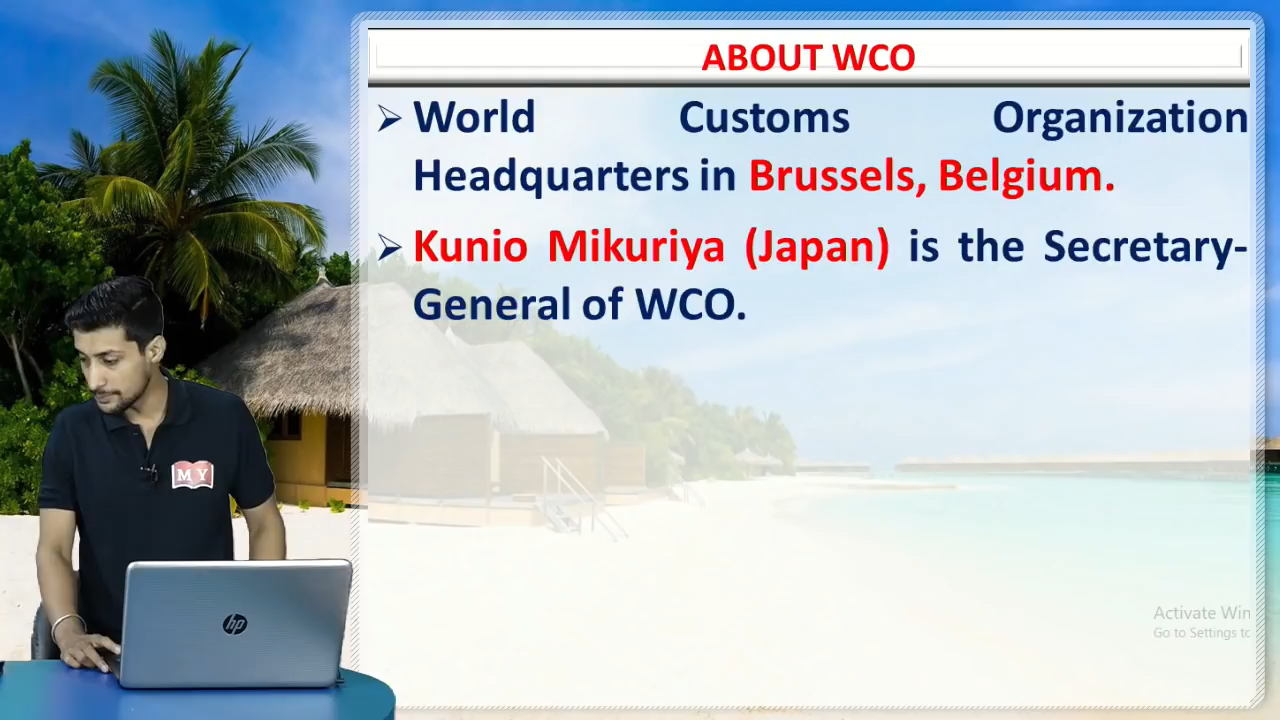 ABOUT WCO
World Customs Organization
Headquarters in Brussels, Belgium.
Kunio Mikuriya (Japan) is the Secretary-
General of WCO.
M Y
hp
Activate Win
Go to Settings to